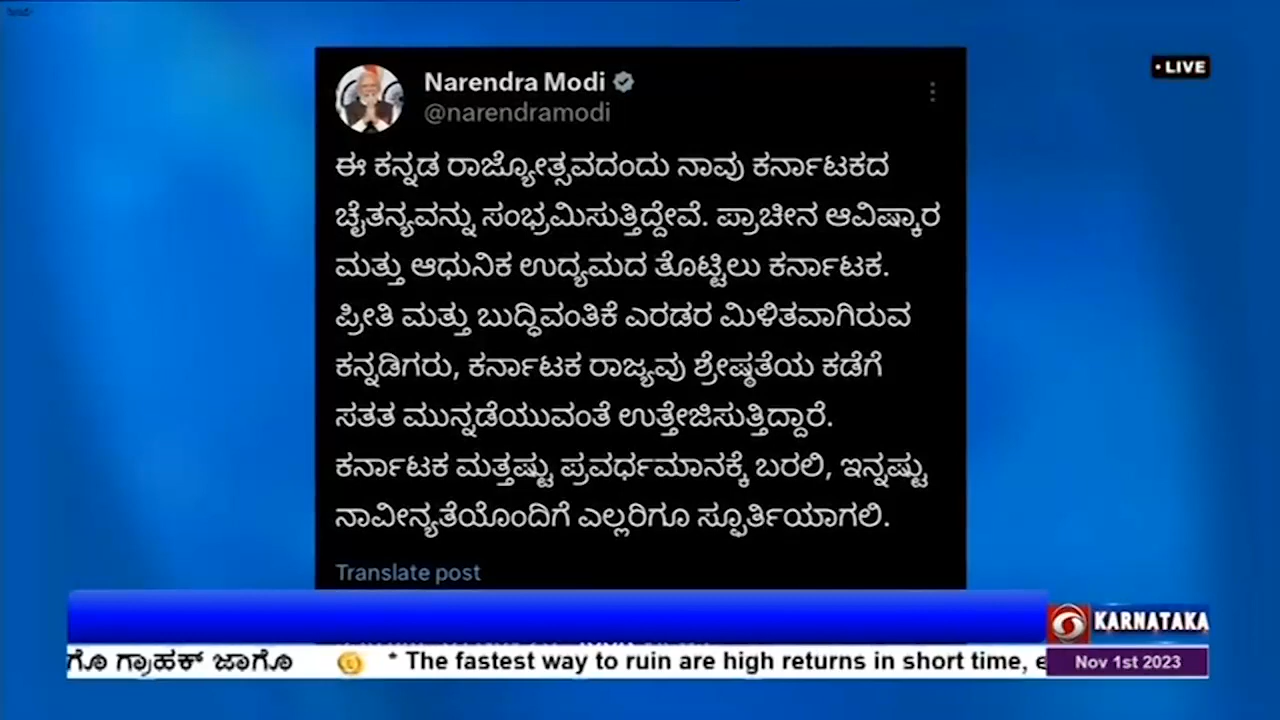 • LIVE
Narendra Modi
@narendramodi
ಈ ಕನ್ನಡ ರಾಜ್ಯೋತ್ಸವದಂದು ನಾವು ಕರ್ನಾಟಕದ
ಚೈತನ್ಯವನ್ನು ಸಂಭ್ರಮಿಸುತ್ತಿದ್ದೇವೆ. ಪ್ರಾಚೀನ ಆವಿಷ್ಕಾರ
ಮತ್ತು ಆಧುನಿಕ ಉದ್ಯಮದ ತೊಟ್ಟಿಲು ಕರ್ನಾಟಕ.
ಪ್ರೀತಿ ಮತ್ತು ಬುದ್ಧಿವಂತಿಕೆ ಎರಡರ ಮಿಳಿತವಾಗಿರುವ
ಕನ್ನಡಿಗರು, ಕರ್ನಾಟಕ ರಾಜ್ಯವು ಶ್ರೇಷ್ಠತೆಯ ಕಡೆಗೆ
ಸತತ ಮುನ್ನಡೆಯುವಂತೆ ಉತ್ತೇಜಿಸುತ್ತಿದ್ದಾರೆ.
ಕರ್ನಾಟಕ ಮತ್ತಷ್ಟು ಪ್ರವರ್ಧಮಾನಕ್ಕೆ ಬರಲಿ, ಇನ್ನಷ್ಟು
ನಾವೀನ್ಯತೆಯೊಂದಿಗೆ ಎಲ್ಲರಿಗೂ ಸ್ಫೂರ್ತಿಯಾಗಲಿ.
Translate post
KARNATAKA
ಗೊ ಗ್ರಾಹಕ್ ಜಾಗೊ * The fastest way to ruin are high returns in short time,
Nov 1st 2023